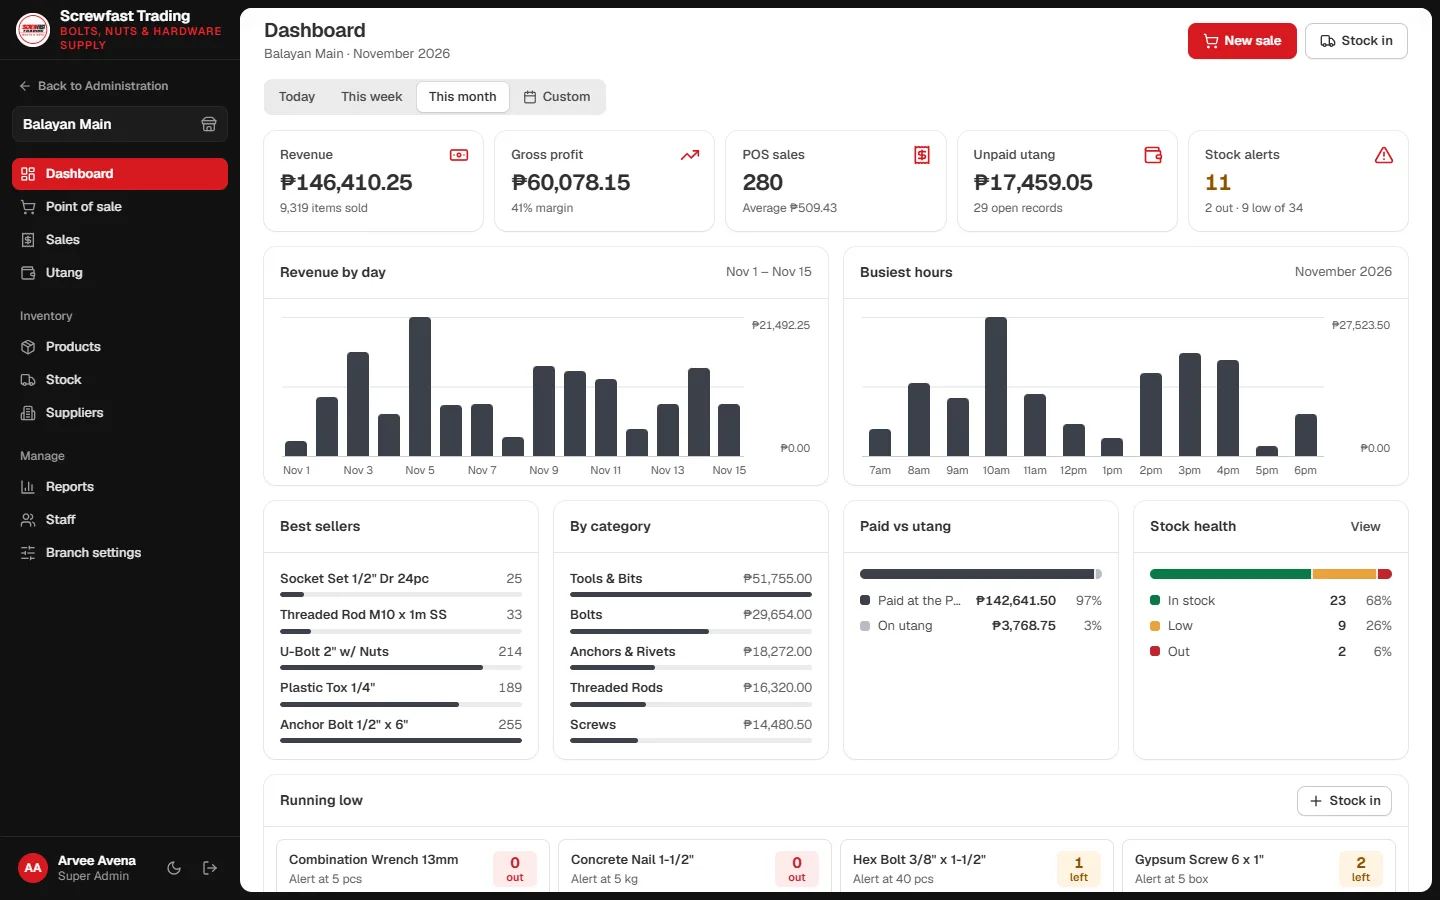 Screwfast Trading
BOLTS, NUTS & HARDWARE
SUPPLY
Back to Administration
Balayan Main
Dashboard
Point of sale
Sales
Utang
Inventory
Products
Stock
Suppliers
Manage
Reports
Staff
Branch settings
AA
Arvee Avena
Super Admin
Dashboard
Balayan Main · November 2026
New sale
Stock in
Today
This week
This month
Custom
Revenue
₱146,410.25
9,319 items sold
Gross profit
₱60,078.15
41% margin
POS sales
280
Average ₱509.43
Unpaid utang
₱17,459.05
29 open records
Stock alerts
11
2 out · 9 low of 34
Revenue by day
Nov 1 – Nov 15
₱21,492.25
₱0.00
Nov 1 Nov 3 Nov 5 Nov 7 Nov 9 Nov 11 Nov 13 Nov 15
Busiest hours
November 2026
₱27,523.50
₱0.00
7am 8am 9am 10am 11am 12pm 1pm 2pm 3pm 4pm 5pm 6pm
Best sellers
Socket Set 1/2" Dr 24pc 25
Threaded Rod M10 x 1m SS 33
U-Bolt 2" w/ Nuts 214
Plastic Tox 1/4" 189
Anchor Bolt 1/2" x 6" 255
By category
Tools & Bits ₱51,755.00
Bolts ₱29,654.00
Anchors & Rivets ₱18,272.00
Threaded Rods ₱16,320.00
Screws ₱14,480.50
Paid vs utang
Paid at the P... ₱142,641.50 97%
On utang ₱3,768.75 3%
Stock health
View
In stock 23 68%
Low 9 26%
Out 2 6%
Running low
Stock in
Combination Wrench 13mm
Alert at 5 pcs
0
out
Concrete Nail 1-1/2"
Alert at 5 kg
0
out
Hex Bolt 3/8" x 1-1/2"
Alert at 40 pcs
1
left
Gypsum Screw 6 x 1"
Alert at 5 box
2
left